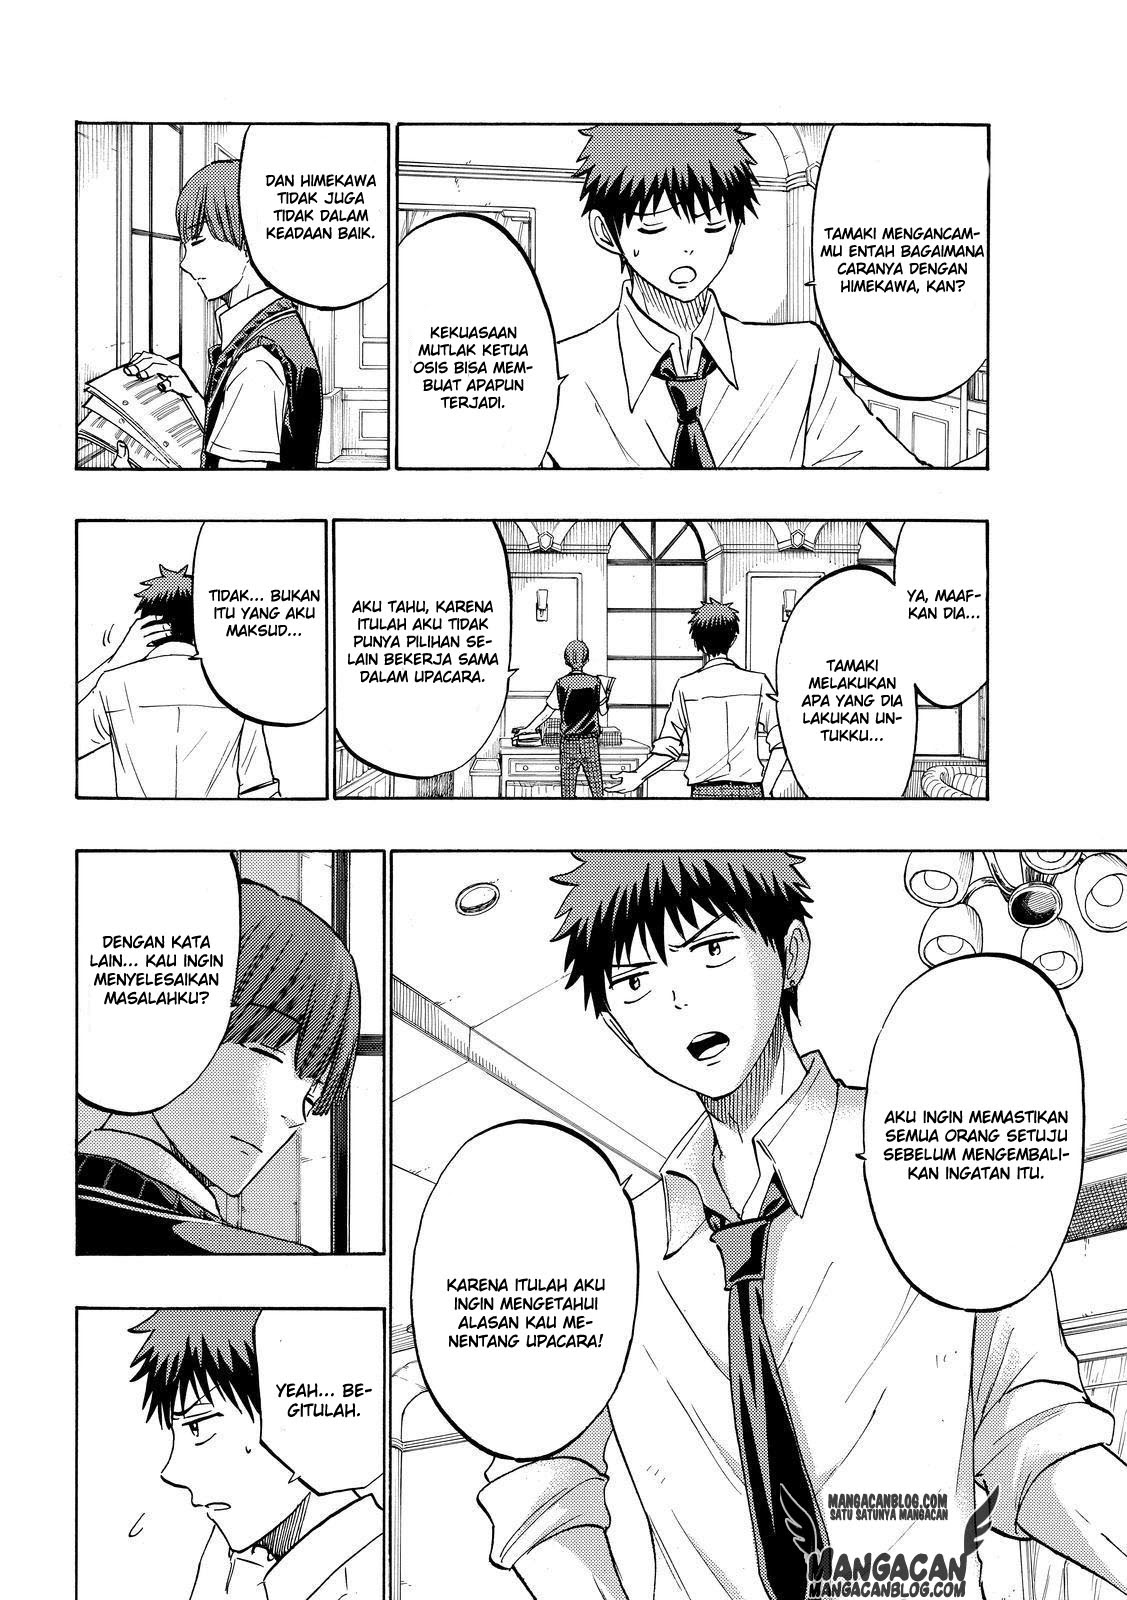 TAMAKI MENGANCAM-
MU ENTAH BAGAIMANA
CARANYA DENGAN
HIMEKAWA, KAN?
KEKUASAAN
MUTLAK KETUA
OSIS BISA MEM-
BUAT APAPUN
TERJADI.
DAN HIMEKAWA
TIDAK JUGA
TIDAK DALAM
KEADAAN BAIK.
YA, MAAF-
KAN DIA...
TAMAKI
MELAKUKAN
APA YANG DIA
LAKUKAN UN-
TUKKU...
AKU TAHU, KARENA
ITULAH AKU TIDAK
PUNYA PILIHAN SE-
LAIN BEKERJA SAMA
DALAM UPACARA.
TIDAK... BUKAN
ITU YANG AKU
MAKSUD...
AKU INGIN MEMASTIKAN
SEMUA ORANG SETUJU
SEBELUM MENGEMBALI-
KAN INGATAN ITU.
KARENA ITULAH AKU
INGIN MENGETAHUI
ALASAN KAU ME-
NENTANG UPACARA!
DENGAN KATA
LAIN... KAU INGIN
MENYELESAIKAN
MASALAHKU?
YEAH... BE-
GITULAH.
MANGACANBLOG.COM
SATU SATUNYA MANGACAN
MANGACAN
MANGACANBLOG.COM